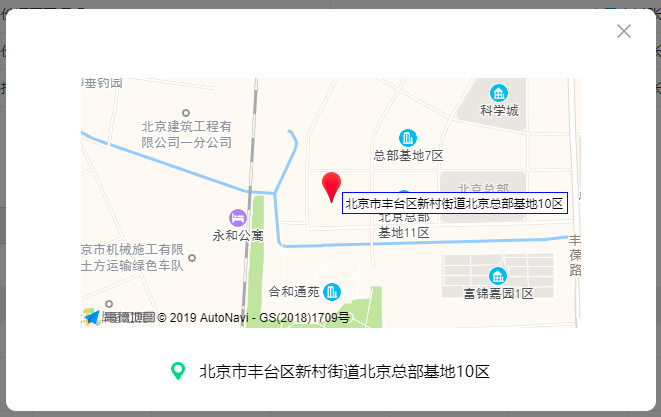 垂钓园
科学城
北京建筑工程有
限公司一分公司
总部基地7区
北京总部
北京市丰台区新村街道北京总部基地10区
北京总部
基地11区
永和公寓
丰葆路
京市机械施工有限
土方运输绿色车队
合和通苑
富锦嘉园1区
高德地图 © 2019 AutoNavi - GS(2018)1709号
北京市丰台区新村街道北京总部基地10区